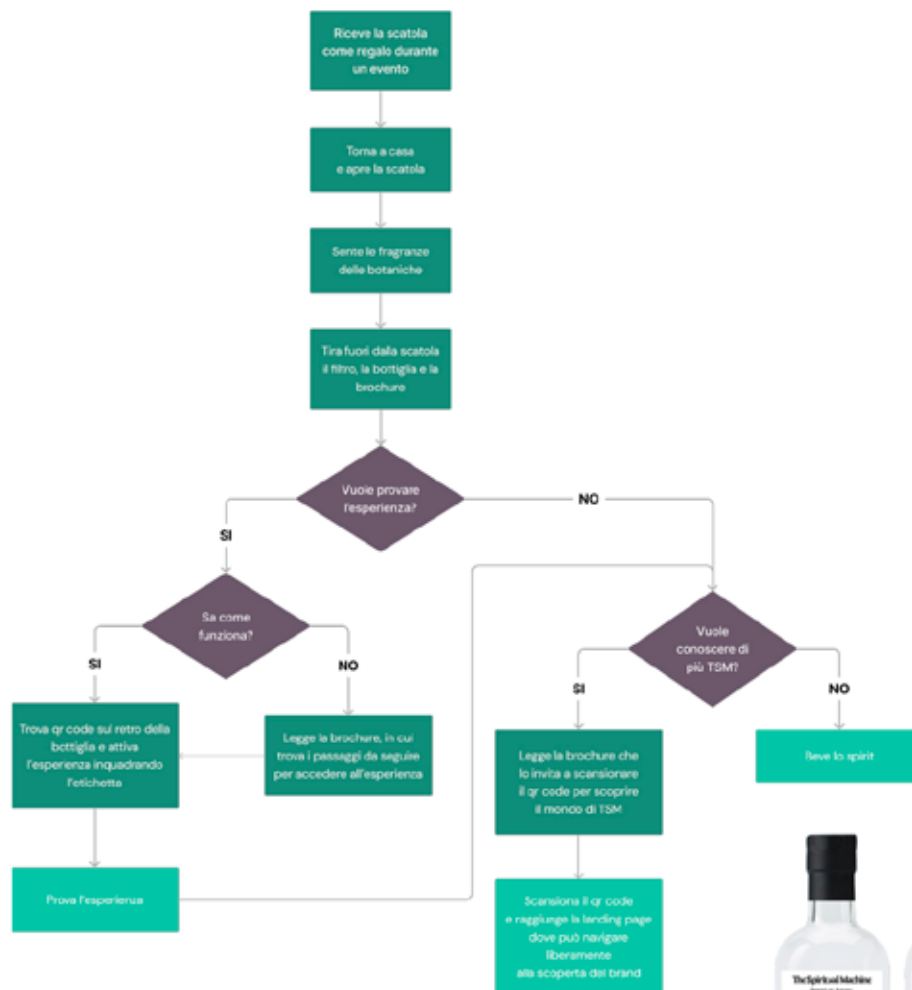 Riceve la scatola
come regalo durante
un evento
Torna a casa
e apre la scatola
Sente le fragranze
delle botaniche
Tira fuori dalla scatola
il filtro, la bottiglia e la
brochure
Vuole provare
l'esperienza?
NO
SI
Sa come
funziona?
Vuole
conoscere di
più TSM?
SI
NO
SI
NO
Trova qr code sul retro della
bottiglia e attiva
l'esperienza inquadrando
l'etichetta
Legge la brochure, in cui
trova i passaggi da seguire
per accedere all'esperienza
Legge la brochure che
lo invita a scansionare
il qr code per scoprire
il mondo di TSM
Beve lo spirit
Prova l'esperienza
Scansiona il qr code
e raggiunge la landing page
dove può navigare
liberamente
alla scoperta del brand
The Spiritual Machine